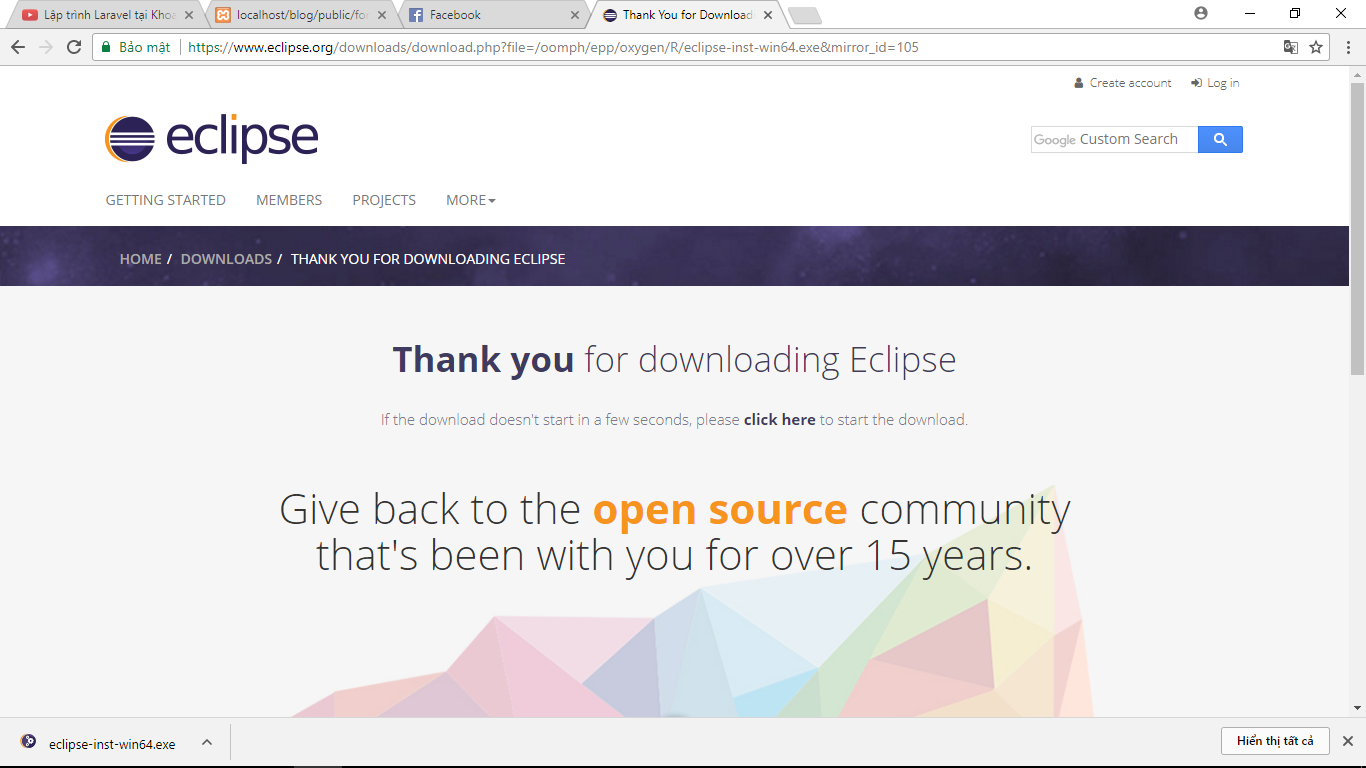 Lập trình Laravel tại Khoa
localhost/blog/public/fo
Facebook
Thank You for Download
Bảo mật
https://www.eclipse.org/downloads/download.php?file=/oomph/epp/oxygen/R/eclipse-inst-win64.exe&mirror_id=105
Create account
Log in
eclipse
Google Custom Search
GETTING STARTED
MEMBERS
PROJECTS
MORE
HOME / DOWNLOADS / THANK YOU FOR DOWNLOADING ECLIPSE
Thank you for downloading Eclipse
If the download doesn't start in a few seconds, please click here to start the download.
Give back to the open source community
that's been with you for over 15 years.
eclipse-inst-win64.exe
Hiển thị tất cả